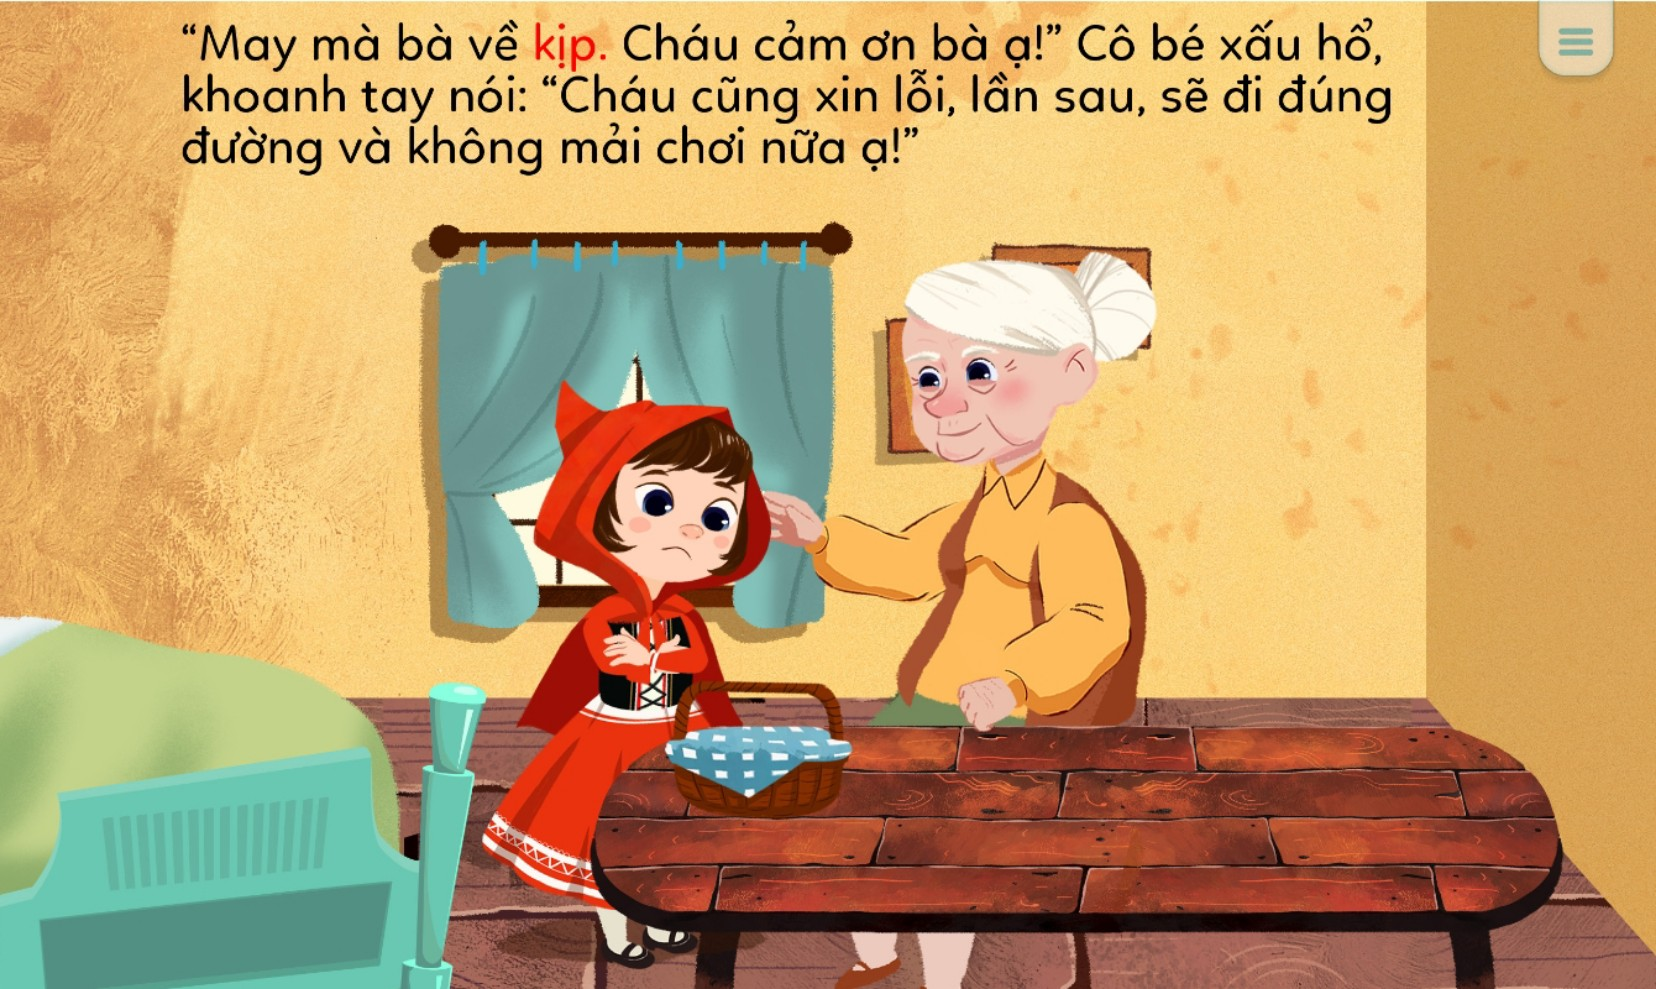 “May mà bà về kịp. Cháu cảm ơn bà ạ!” Cô bé xấu hổ,
khoanh tay nói: “Cháu cũng xin lỗi, lần sau, sẽ đi đúng
đường và không mải chơi nữa ạ!”